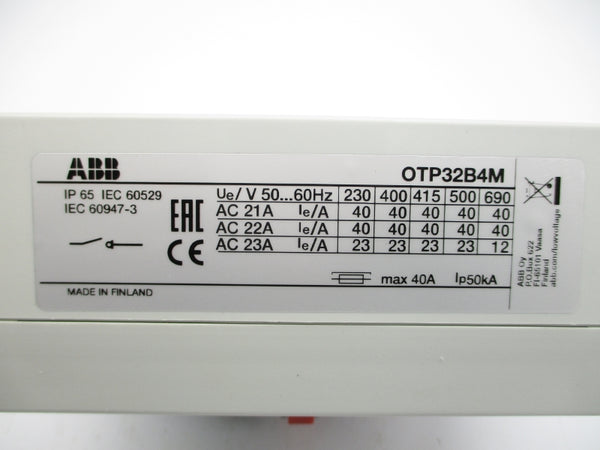 ABB
OTP32B4M
IP 65 IEC 60529
IEC 60947-3
EAC
CE
Ue/V 50...60Hz 230 400 415 500 690
AC 21A Ie/A 40 40 40 40 40
AC 22A Ie/A 40 40 40 40 40
AC 23A Ie/A 23 23 23 23 12
max 40A Ip50kA
MADE IN FINLAND
ABB Oy
P.O.Box 622
FI-65101 Vaasa
Finland
abb.com/lowvoltage